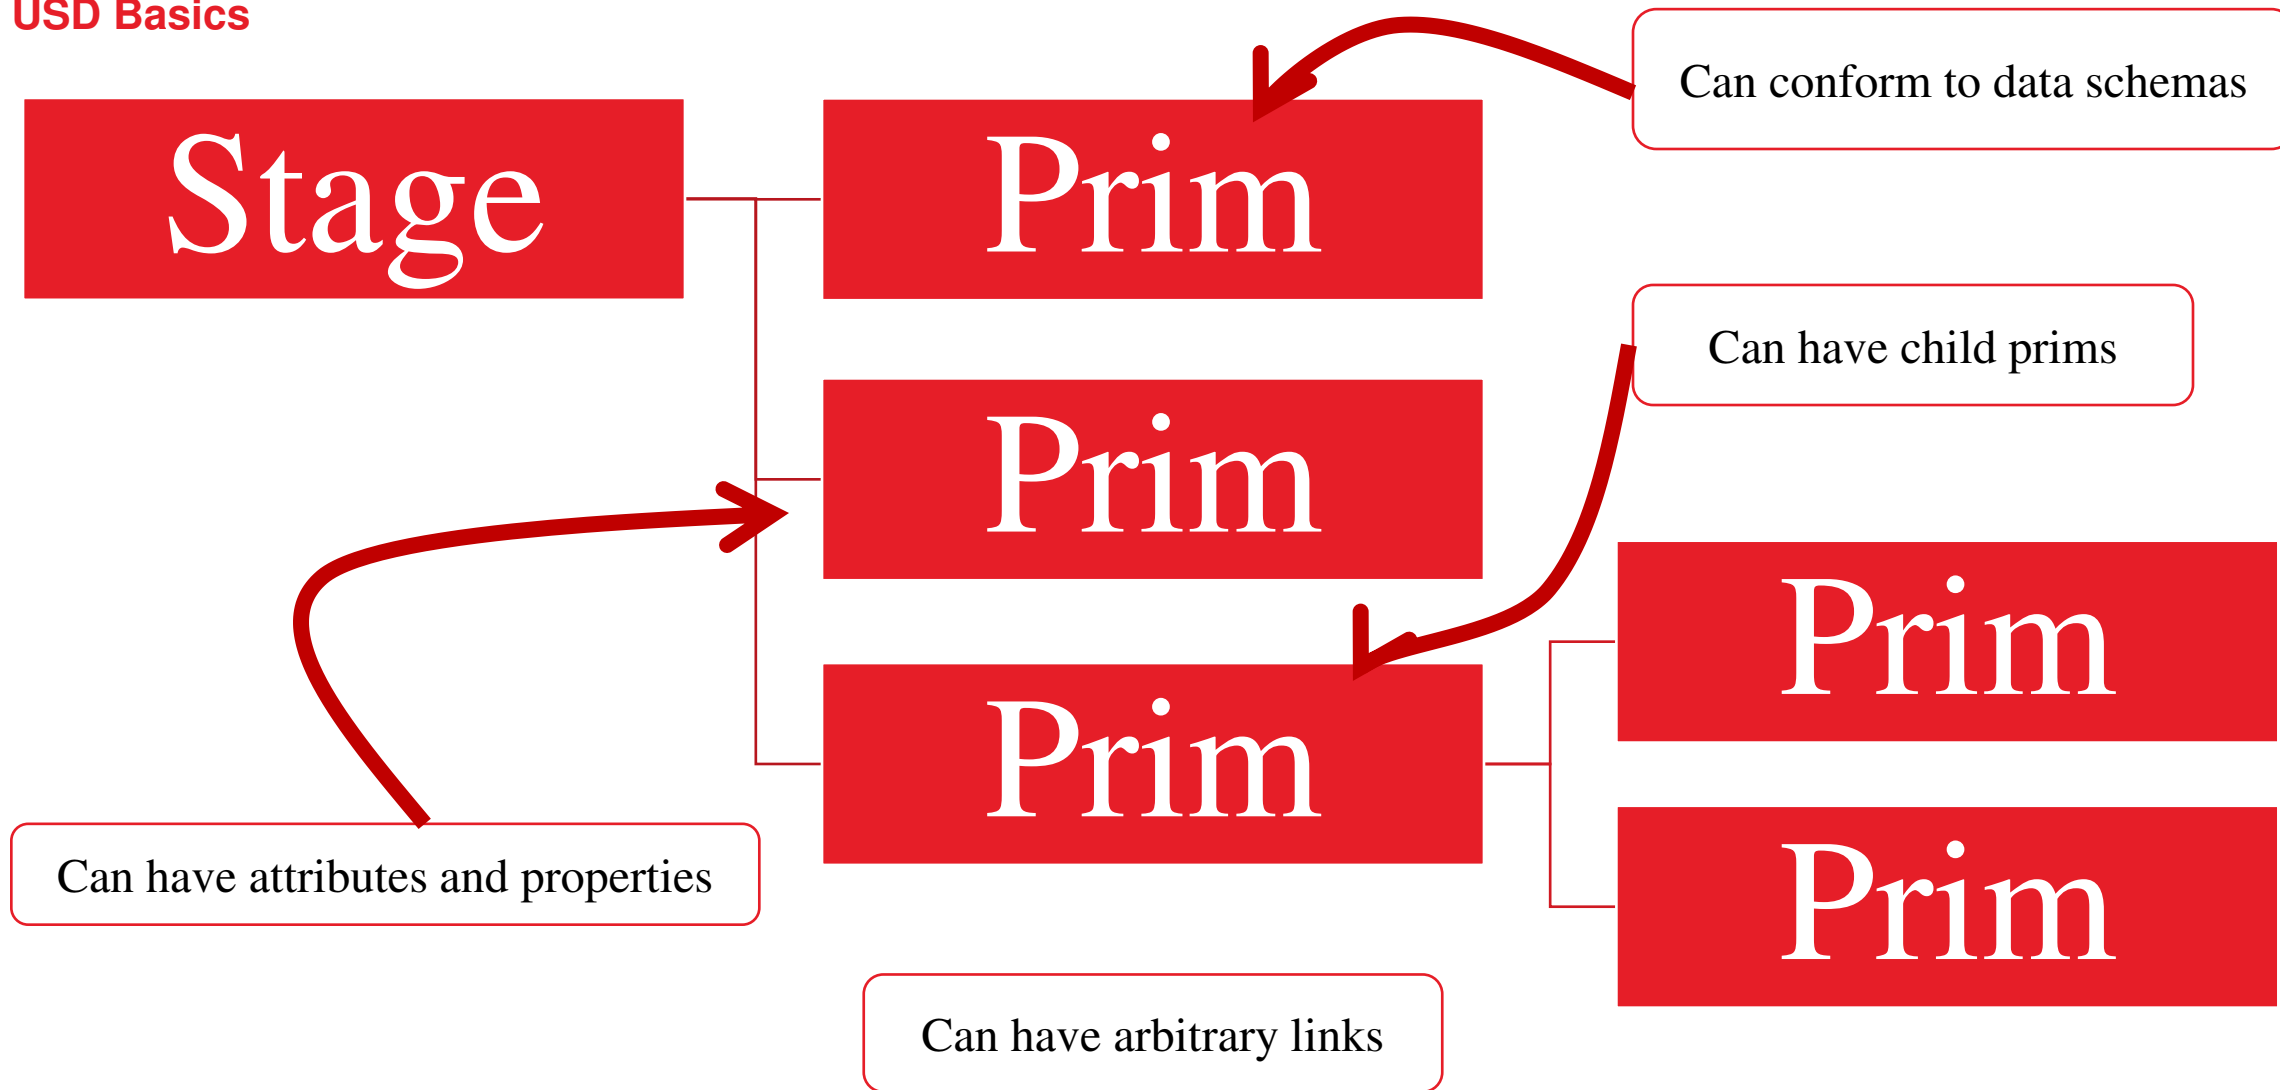 USD Basics
Can conform to data schemas
Stage
Prim
Can have child prims
Prim
Prim
Prim
Can have attributes and properties
Prim
Can have arbitrary links